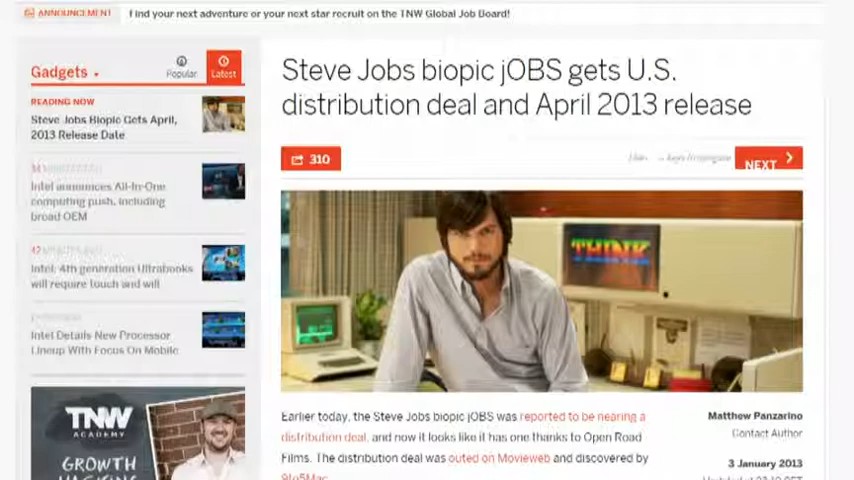 ANNOUNCEMENT Find your next adventure or your next star recruit on the TNW Global Job Board!
Gadgets
Popular
Latest
READING NOW
Steve Jobs Biopic Gets April,
2013 Release Date
Intel announces All-In-One
computing push, including
broad OEM
Intel: 4th generation Ultrabooks
will require touch and will
Intel Details New Processor
Lineup With Focus On Mobile
TNW
ACADEMY
GROWTH
HACKING
Steve Jobs biopic jOBS gets U.S.
distribution deal and April 2013 release
310
NEXT
THINK
Earlier today, the Steve Jobs biopic jOBS was reported to be nearing a
distribution deal, and now it looks like it has one thanks to Open Road
Films. The distribution deal was outed on Movieweb and discovered by
9to5Mac.
Matthew Panzarino
Contact Author
3 January 2013